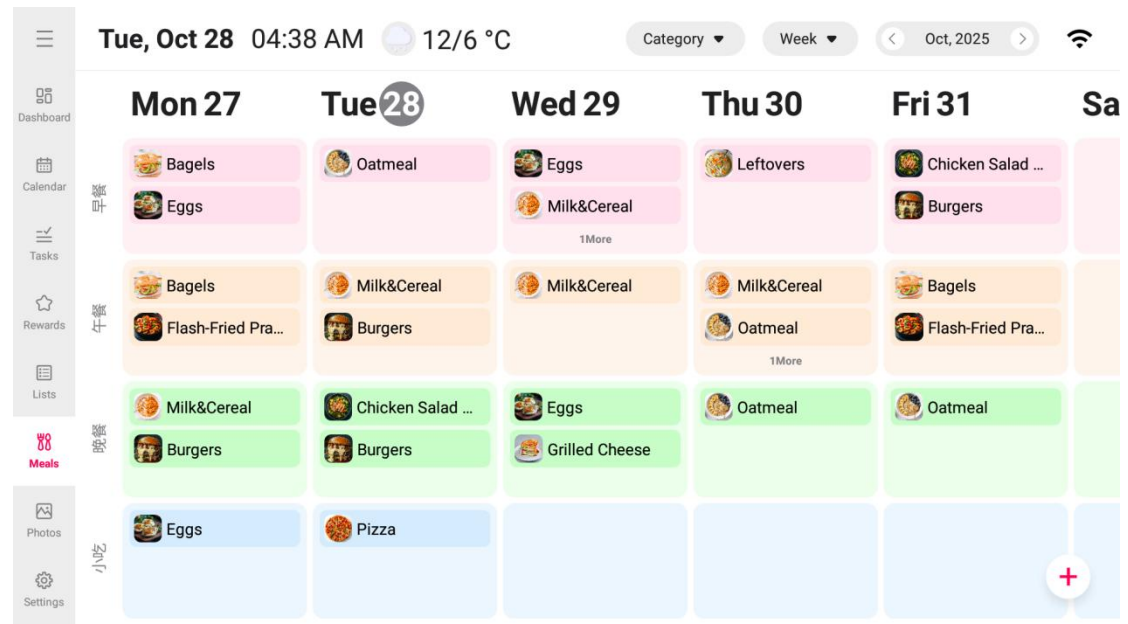 Tue, Oct 28 04:38 AM 12/6 °C Category Week Oct, 2025
Dashboard
Calendar
Tasks
Rewards
Lists
Meals
Photos
Settings
Mon 27 Tue 28 Wed 29 Thu 30 Fri 31 Sa
早餐
Bagels Oatmeal Eggs Leftovers Chicken Salad ...
Eggs Milk&Cereal Burgers
1More
午餐
Bagels Milk&Cereal Milk&Cereal Milk&Cereal Bagels
Flash-Fried Pra... Burgers Oatmeal Flash-Fried Pra...
1More
晚餐
Milk&Cereal Chicken Salad ... Eggs Oatmeal Oatmeal
Burgers Burgers Grilled Cheese
小吃
Eggs Pizza
+